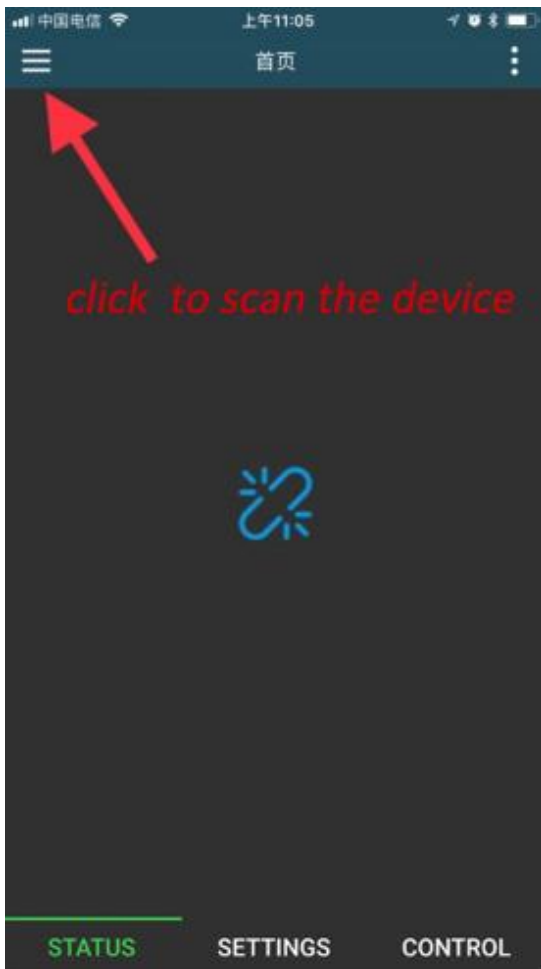 中国电信 上午11:05
首页
click to scan the device
STATUS SETTINGS CONTROL